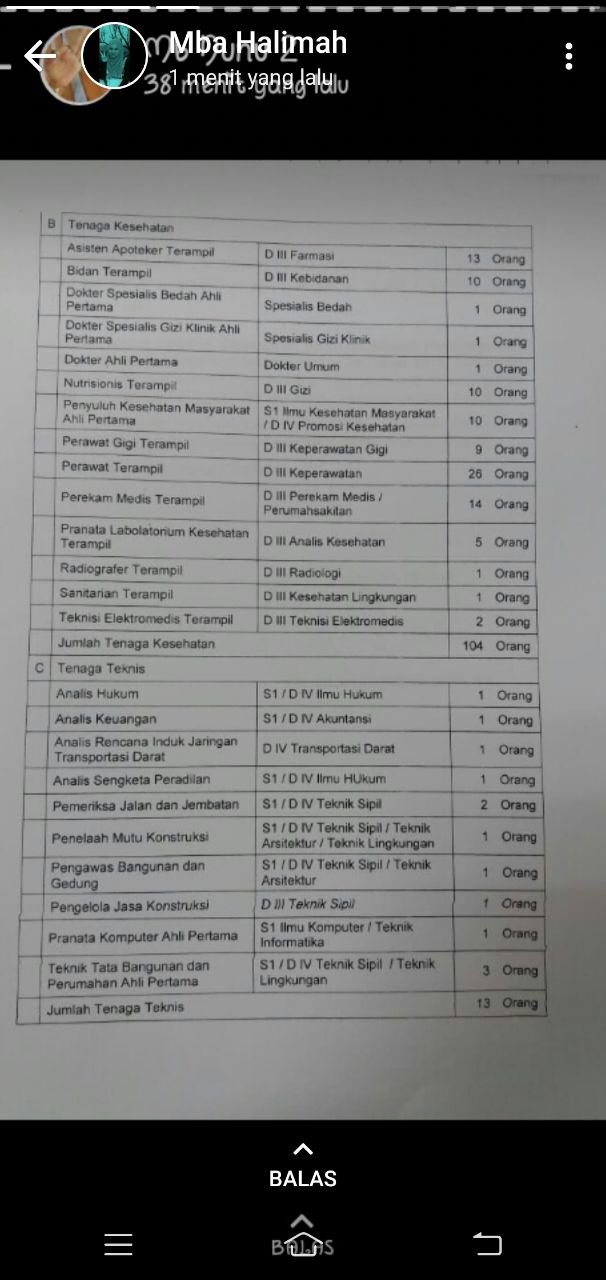 Mba Halimah
1 menit yang lalu
38 menit yang lalu
B Tenaga Kesehatan
Asisten Apoteker Terampil D III Farmasi 13 Orang
Bidan Terampil D III Kebidanan 10 Orang
Dokter Spesialis Bedah Ahli
Pertama Spesialis Bedah 1 Orang
Dokter Spesialis Gizi Klinik Ahli
Pertama Spesialis Gizi Klinik 1 Orang
Dokter Ahli Pertama Dokter Umum 1 Orang
Nutrisionis Terampil D III Gizi 10 Orang
Penyuluh Kesehatan Masyarakat S1 Ilmu Kesehatan Masyarakat
Ahli Pertama / D IV Promosi Kesehatan 10 Orang
Perawat Gigi Terampil D III Keperawatan Gigi 9 Orang
Perawat Terampil D III Keperawatan 26 Orang
Perekam Medis Terampil D III Perekam Medis /
Perumahsakitan 14 Orang
Pranata Labolatorium Kesehatan
Terampil D III Analis Kesehatan 5 Orang
Radiografer Terampil D III Radiologi 1 Orang
Sanitarian Terampil D III Kesehatan Lingkungan 1 Orang
Teknisi Elektromedis Terampil D III Teknisi Elektromedis 2 Orang
Jumlah Tenaga Kesehatan 104 Orang
C Tenaga Teknis
Analis Hukum S1 / D IV Ilmu Hukum 1 Orang
Analis Keuangan S1 / D IV Akuntansi 1 Orang
Analis Rencana Induk Jaringan
Transportasi Darat D IV Transportasi Darat 1 Orang
Analis Sengketa Peradilan S1 / D IV Ilmu HUkum 1 Orang
Pemeriksa Jalan dan Jembatan S1 / D IV Teknik Sipil 2 Orang
Penelaah Mutu Konstruksi S1 / D IV Teknik Sipil / Teknik
Arsitektur / Teknik Lingkungan 1 Orang
Pengawas Bangunan dan S1 / D IV Teknik Sipil / Teknik
Gedung Arsitektur 1 Orang
Pengelola Jasa Konstruksi D III Teknik Sipil 1 Orang
Pranata Komputer Ahli Pertama S1 Ilmu Komputer / Teknik
Informatika 1 Orang
Teknik Tata Bangunan dan S1 / D IV Teknik Sipil / Teknik
Perumahan Ahli Pertama Lingkungan 3 Orang
Jumlah Tenaga Teknis 13 Orang
BALAS
BALAS